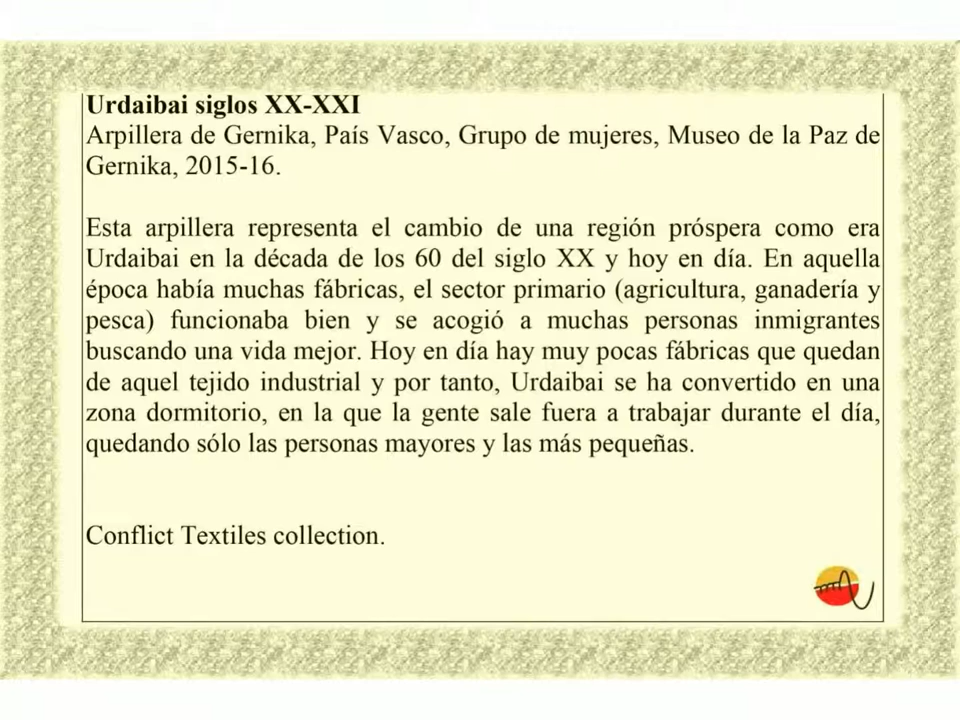 Urdaibai siglos XX-XXI
Arpillera de Gernika, País Vasco, Grupo de mujeres, Museo de la Paz de
Gernika, 2015-16.
Esta arpillera representa el cambio de una región próspera como era
Urdaibai en la década de los 60 del siglo XX y hoy en día. En aquella
época había muchas fábricas, el sector primario (agricultura, ganadería y
pesca) funcionaba bien y se acogió a muchas personas inmigrantes
buscando una vida mejor. Hoy en día hay muy pocas fábricas que quedan
de aquel tejido industrial y por tanto, Urdaibai se ha convertido en una
zona dormitorio, en la que la gente sale fuera a trabajar durante el día,
quedando sólo las personas mayores y las más pequeñas.
Conflict Textiles collection.